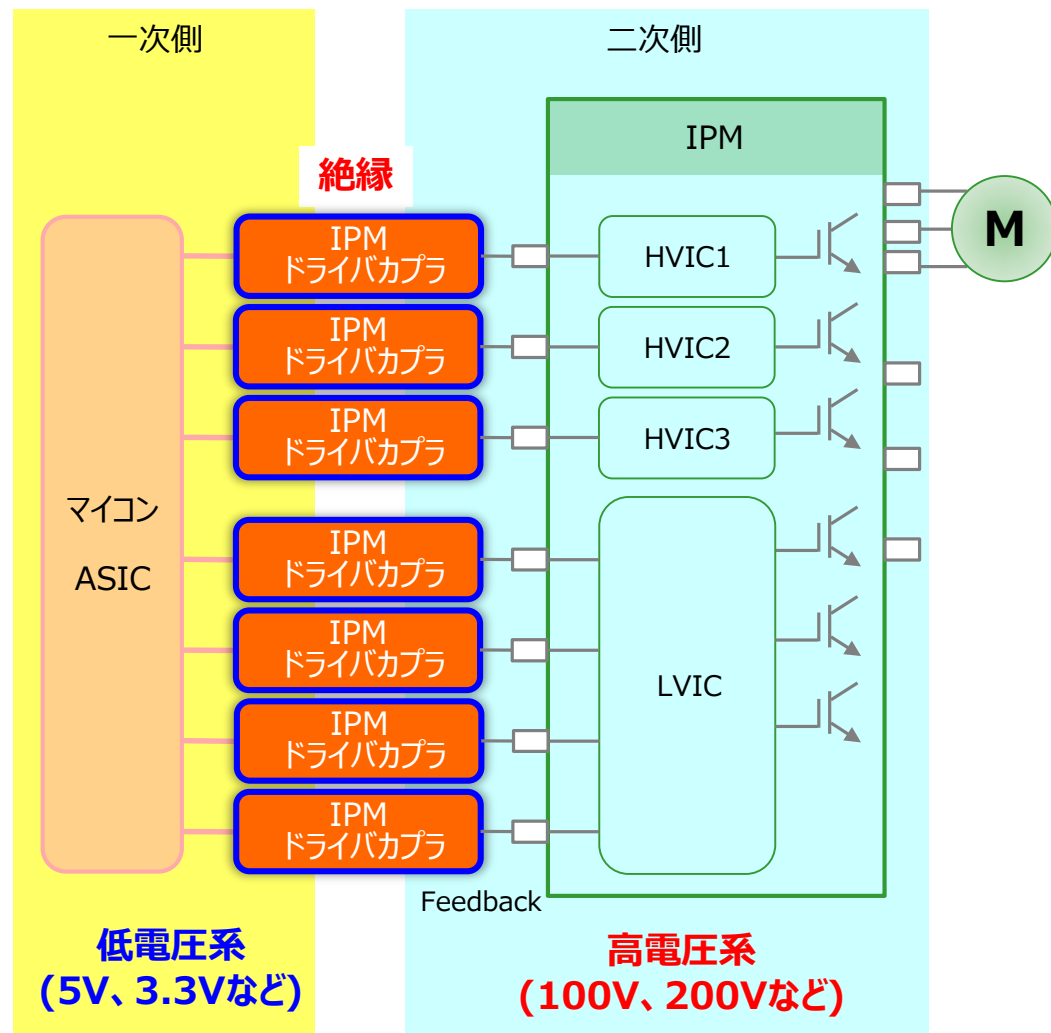 一次側
二次側
絶縁
IPM
M
IPM
ドライバカプラ
HVIC1
IPM
ドライバカプラ
HVIC2
IPM
ドライバカプラ
HVIC3
マイコン
ASIC
IPM
ドライバカプラ
IPM
ドライバカプラ
LVIC
IPM
ドライバカプラ
IPM
ドライバカプラ
Feedback
低電圧系
(5V、3.3Vなど)
高電圧系
(100V、200Vなど)